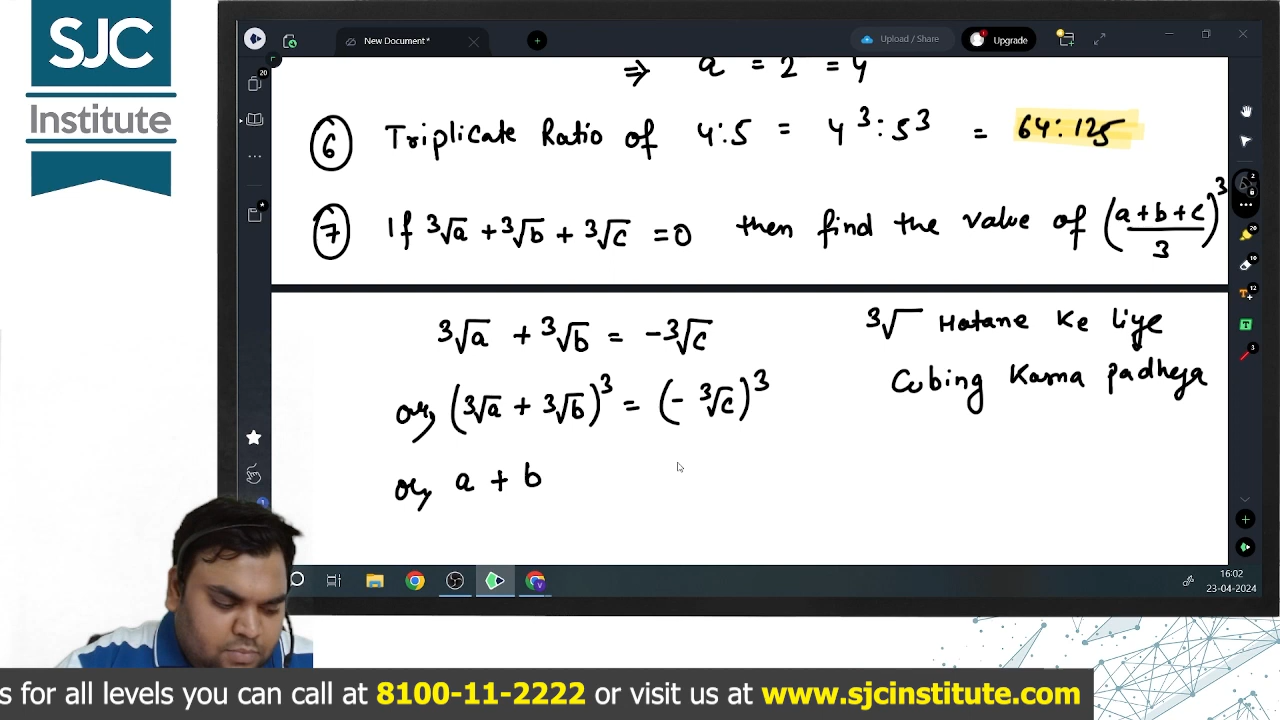 SJC
Institute
New Document*
Upload / Share
Upgrade
⇒ a = 2 = 4
⑥ Triplicate Ratio of 4:5 = 4³:5³ = 64:125
⑦ If ³√a + ³√b + ³√c = 0 then find the value of ((a+b+c)/3)³
³√a + ³√b = -³√c
or, (³√a + ³√b)³ = (- ³√c)³
or, a + b
³√ Hatane Ke liye
Cubing Karna padhega
16:02
23-04-2024
s for all levels you can call at 8100-11-2222 or visit us at www.sjcinstitute.com